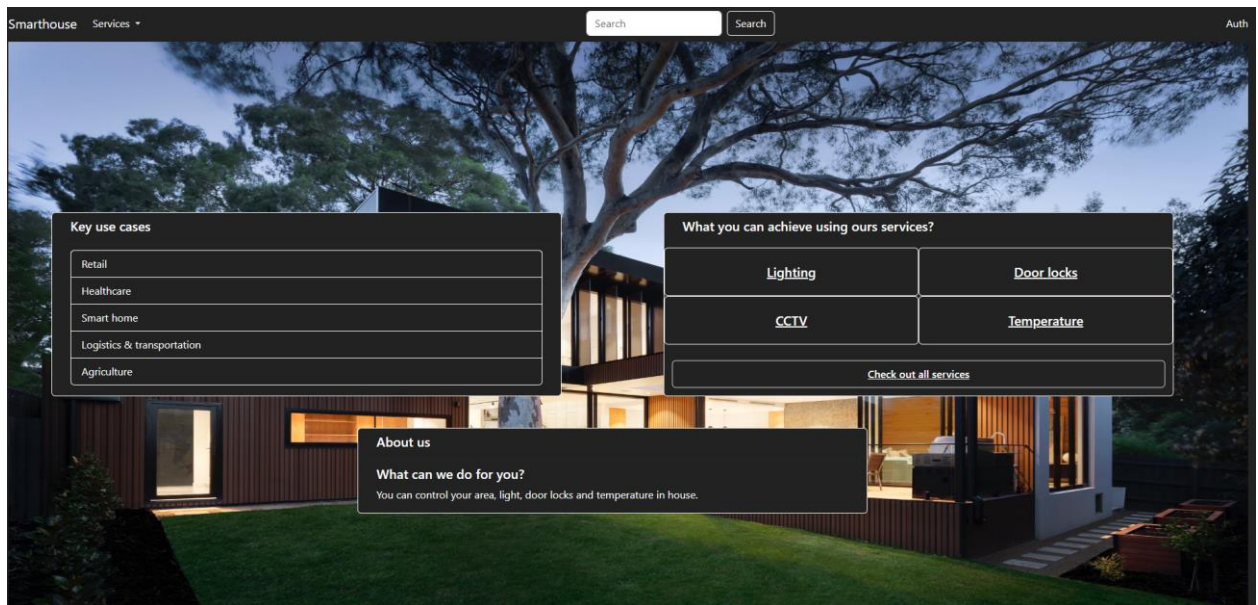 Smarthouse Services Search Search Auth
Key use cases
Retail
Healthcare
Smart home
Logistics & transportation
Agriculture
What you can achieve using ours services?
Lighting Door locks
CCTV Temperature
Check out all services
About us
What can we do for you?
You can control your area, light, door locks and temperature in house.